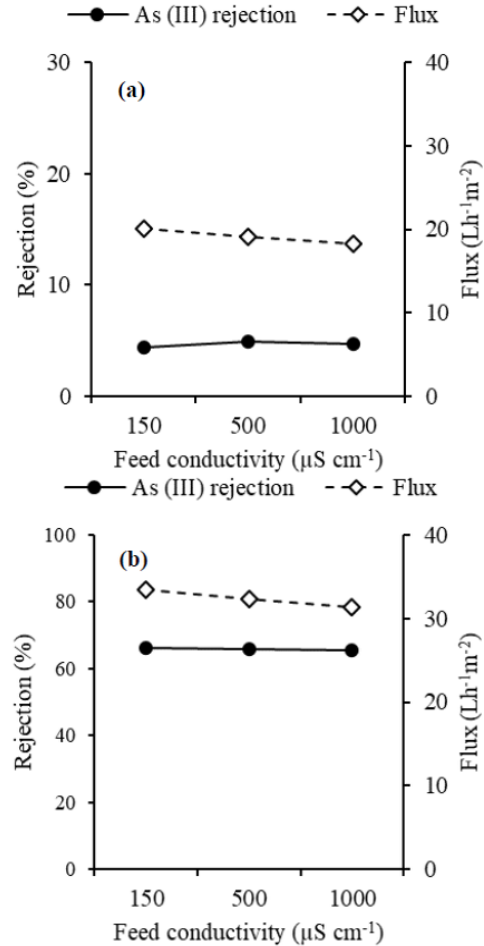 As (III) rejection Flux
30 40
(a)
30
20
20
10
10
0 0
Rejection (%)
Flux (Lh⁻¹m⁻²)
150 500 1000
Feed conductivity (µS cm⁻¹)
As (III) rejection Flux
100 40
(b)
80
30
60
20
40
10
20
0 0
Rejection (%)
Flux (Lh⁻¹m⁻²)
150 500 1000
Feed conductivity (µS cm⁻¹)